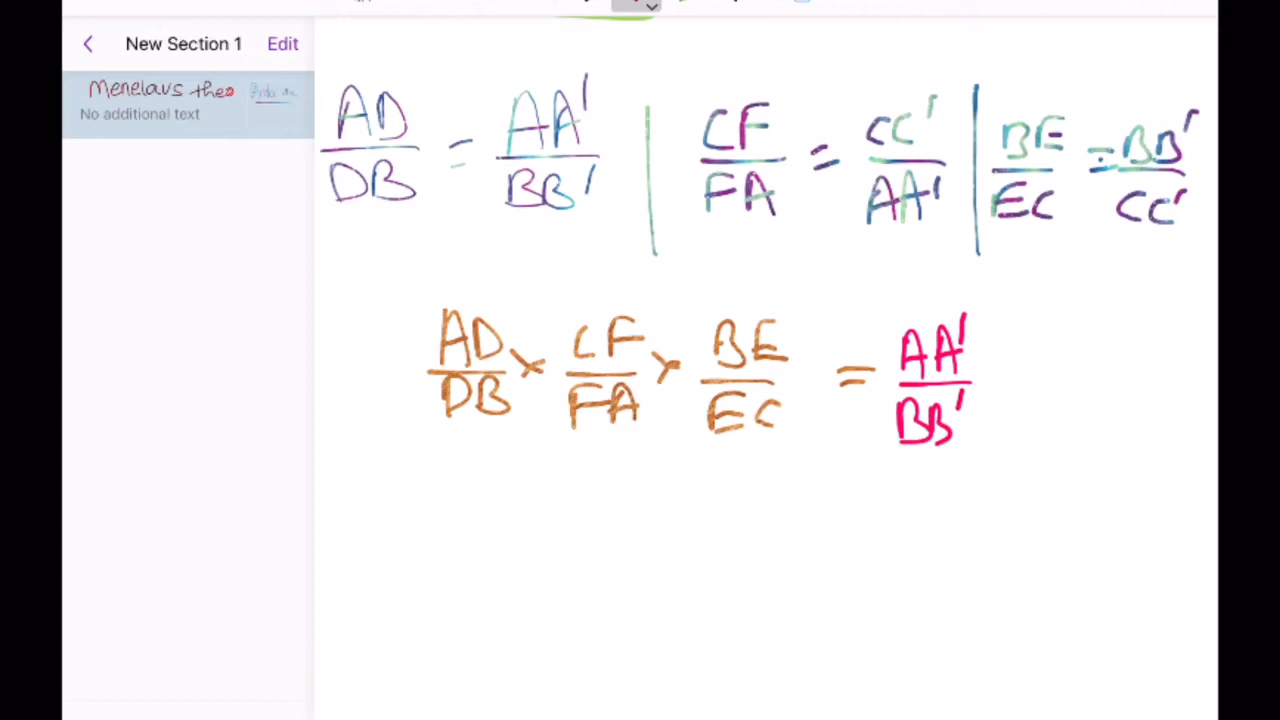 New Section 1 Edit
Menelaus theo
No additional text
AD/DB = AA'/BB' | CF/FA = CC'/AA' | BE/EC = BB'/CC'
AD/DB × CF/FA × BE/EC = AA'/BB'